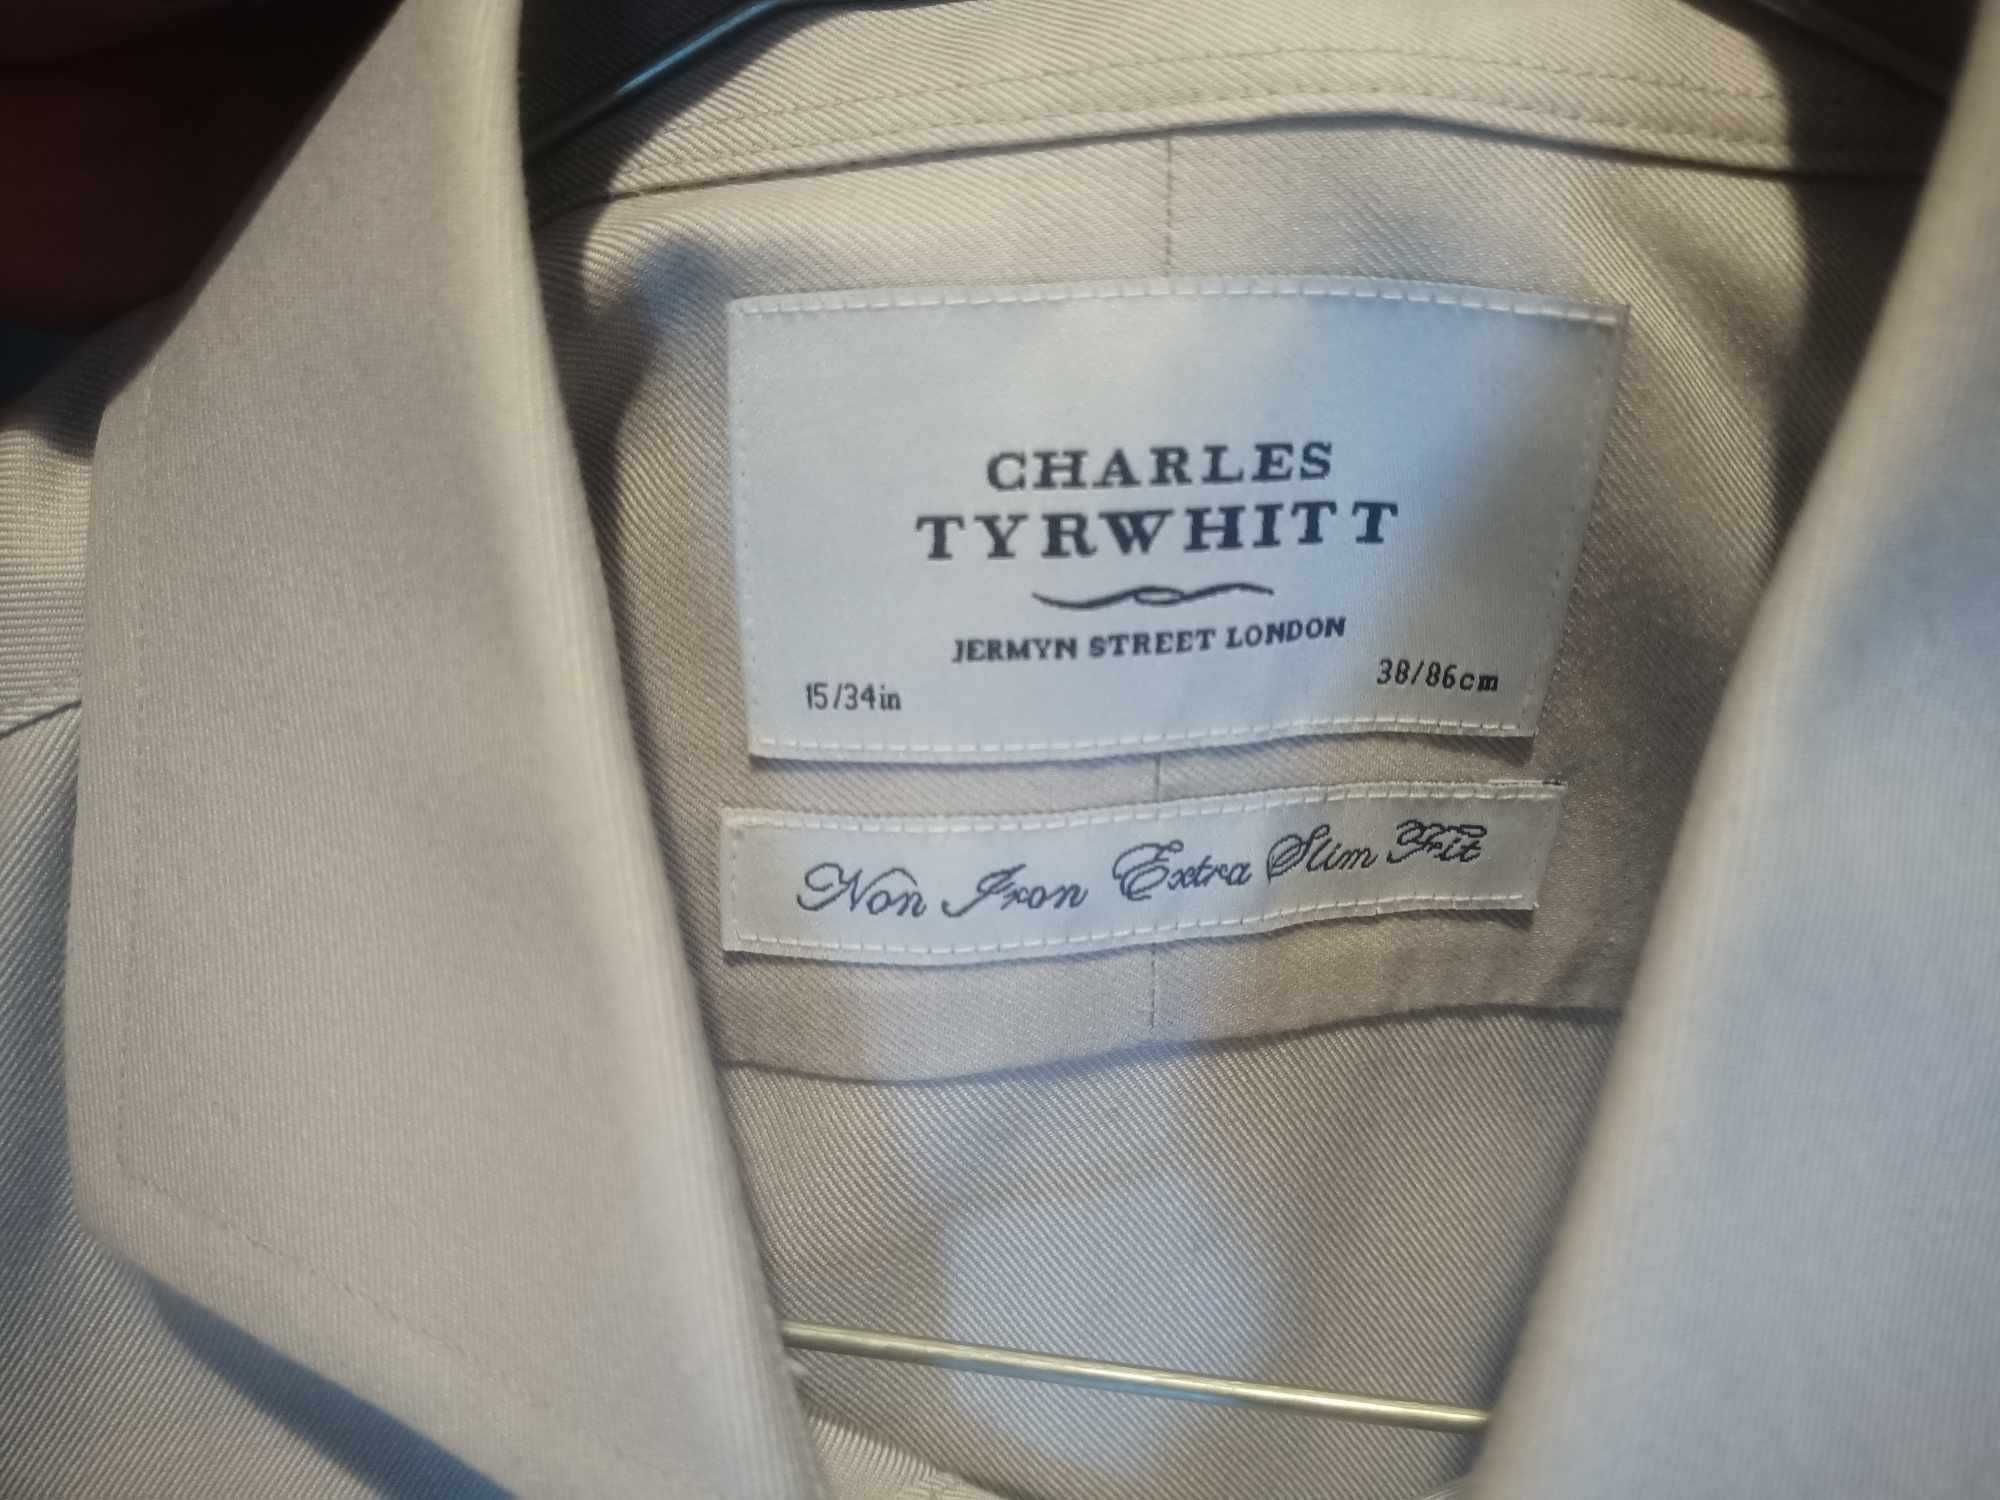 CHARLES
TYRWHITT
JERMYN STREET LONDON
15/34in 38/86cm
Non Iron Extra Slim Fit